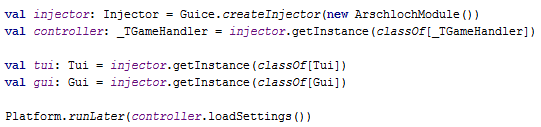 val injector: Injector = Guice.createInjector(new ArschlochModule())
val controller: _TGameHandler = injector.getInstance(classOf[_TGameHandler])
val tui: Tui = injector.getInstance(classOf[Tui])
val gui: Gui = injector.getInstance(classOf[Gui])
Platform.runLater(controller.loadSettings())